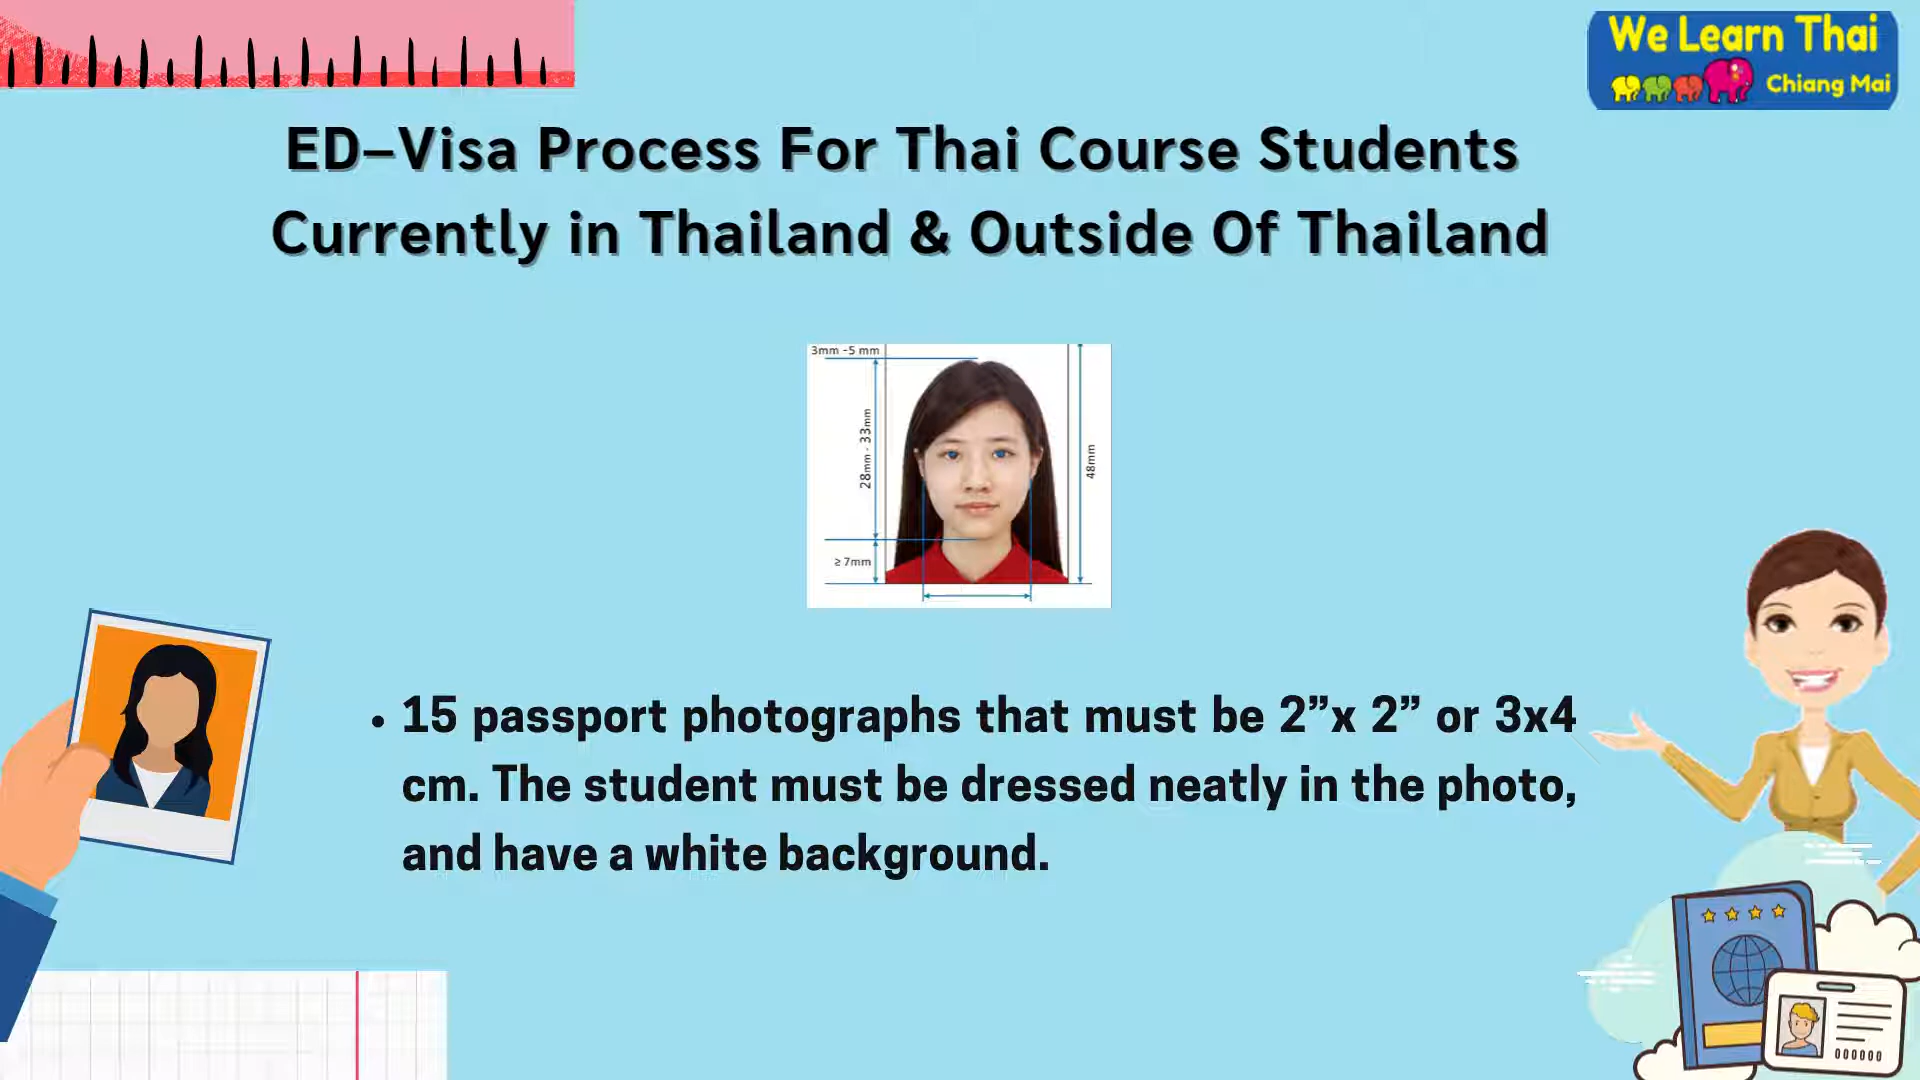 We Learn Thai
Chiang Mai
ED-Visa Process For Thai Course Students
Currently in Thailand & Outside Of Thailand
3mm -5 mm
28mm - 33mm
48mm
≥ 7mm
• 15 passport photographs that must be 2”x 2” or 3x4
cm. The student must be dressed neatly in the photo,
and have a white background.